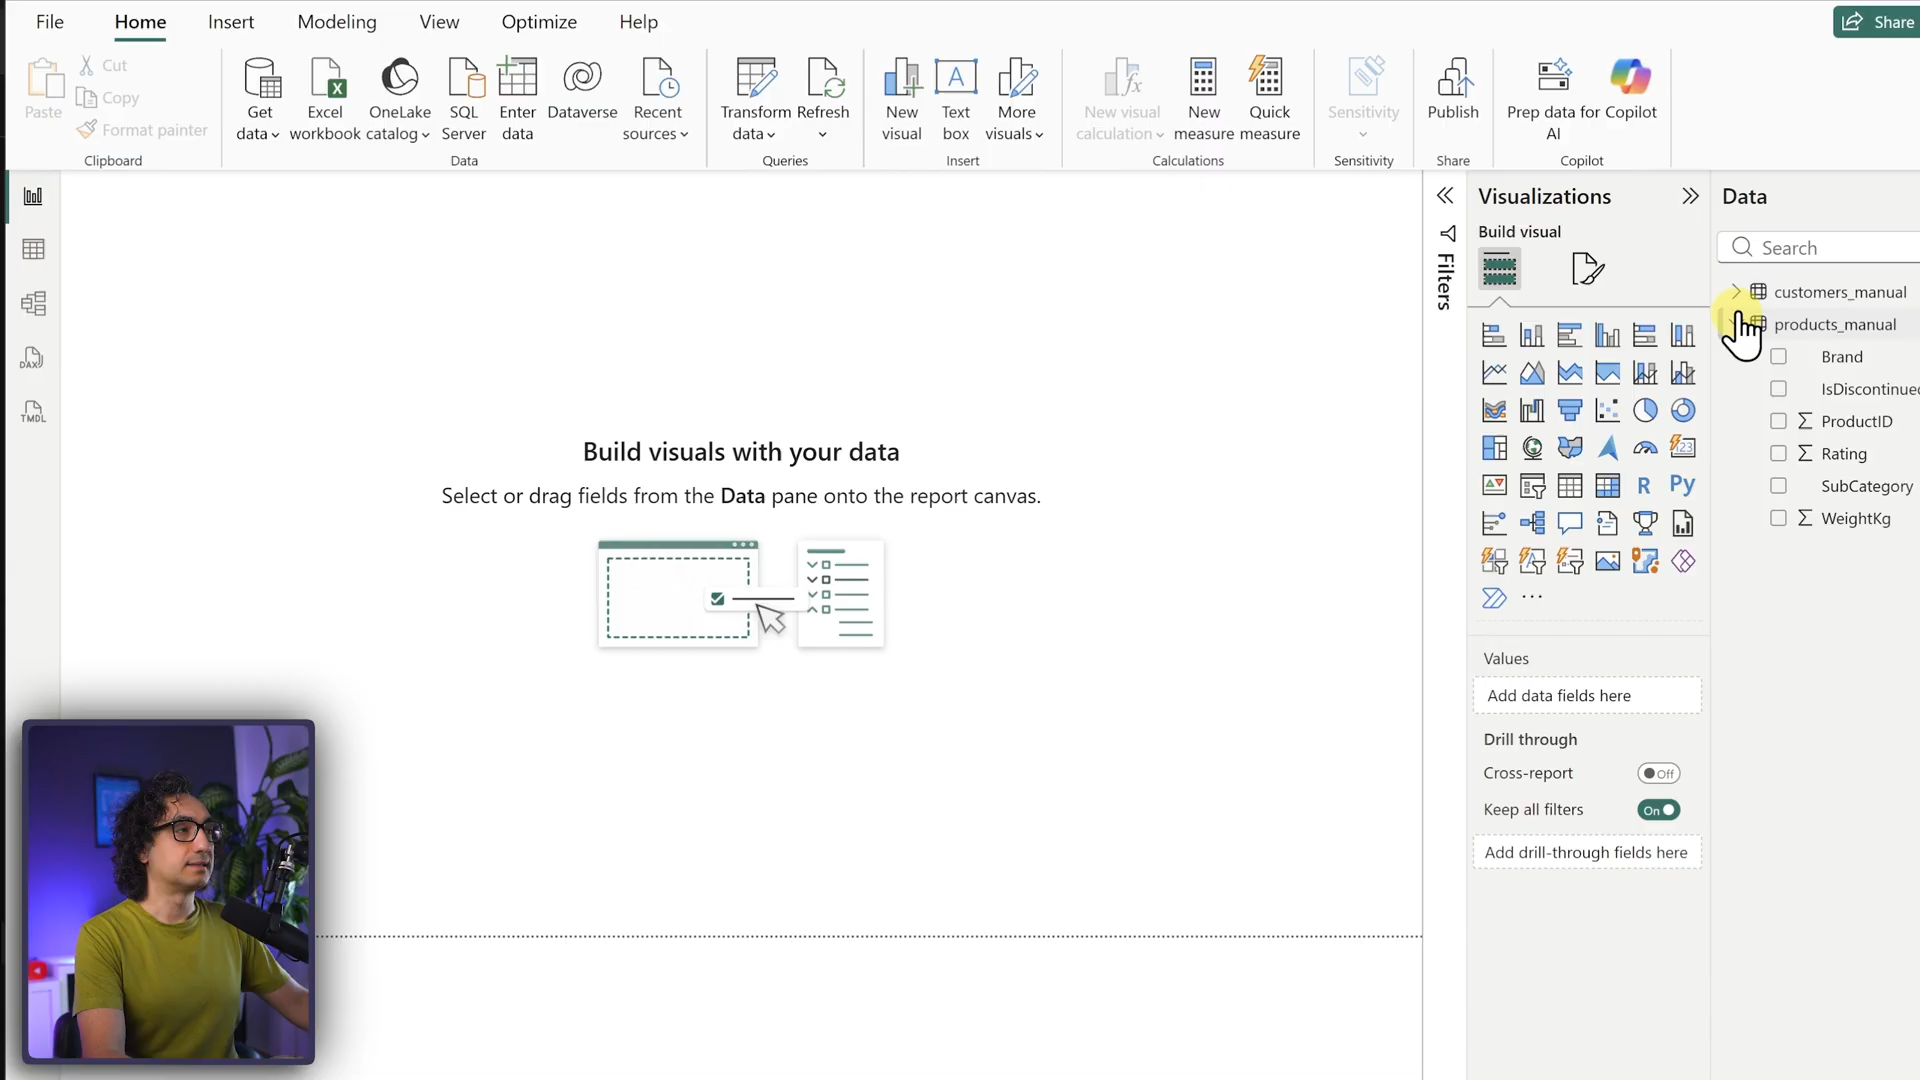 File Home Insert Modeling View Optimize Help Share
Paste Cut Copy Format painter
Clipboard
Get data Excel workbook OneLake catalog SQL Server Enter data Dataverse Recent sources
Data
Transform data Refresh
Queries
New visual Text box More visuals
Insert
New visual calculation New measure Quick measure
Calculations
Sensitivity
Sensitivity
Publish
Share
Prep data for AI Copilot
Copilot
DAX
TMDL
Build visuals with your data
Select or drag fields from the Data pane onto the report canvas.
Filters
Visualizations
Build visual
123
R Py
Values
Add data fields here
Drill through
Cross-report Off
Keep all filters On
Add drill-through fields here
Data
Search
customers_manual
products_manual
Brand
IsDiscontinued
ProductID
Rating
SubCategory
WeightKg